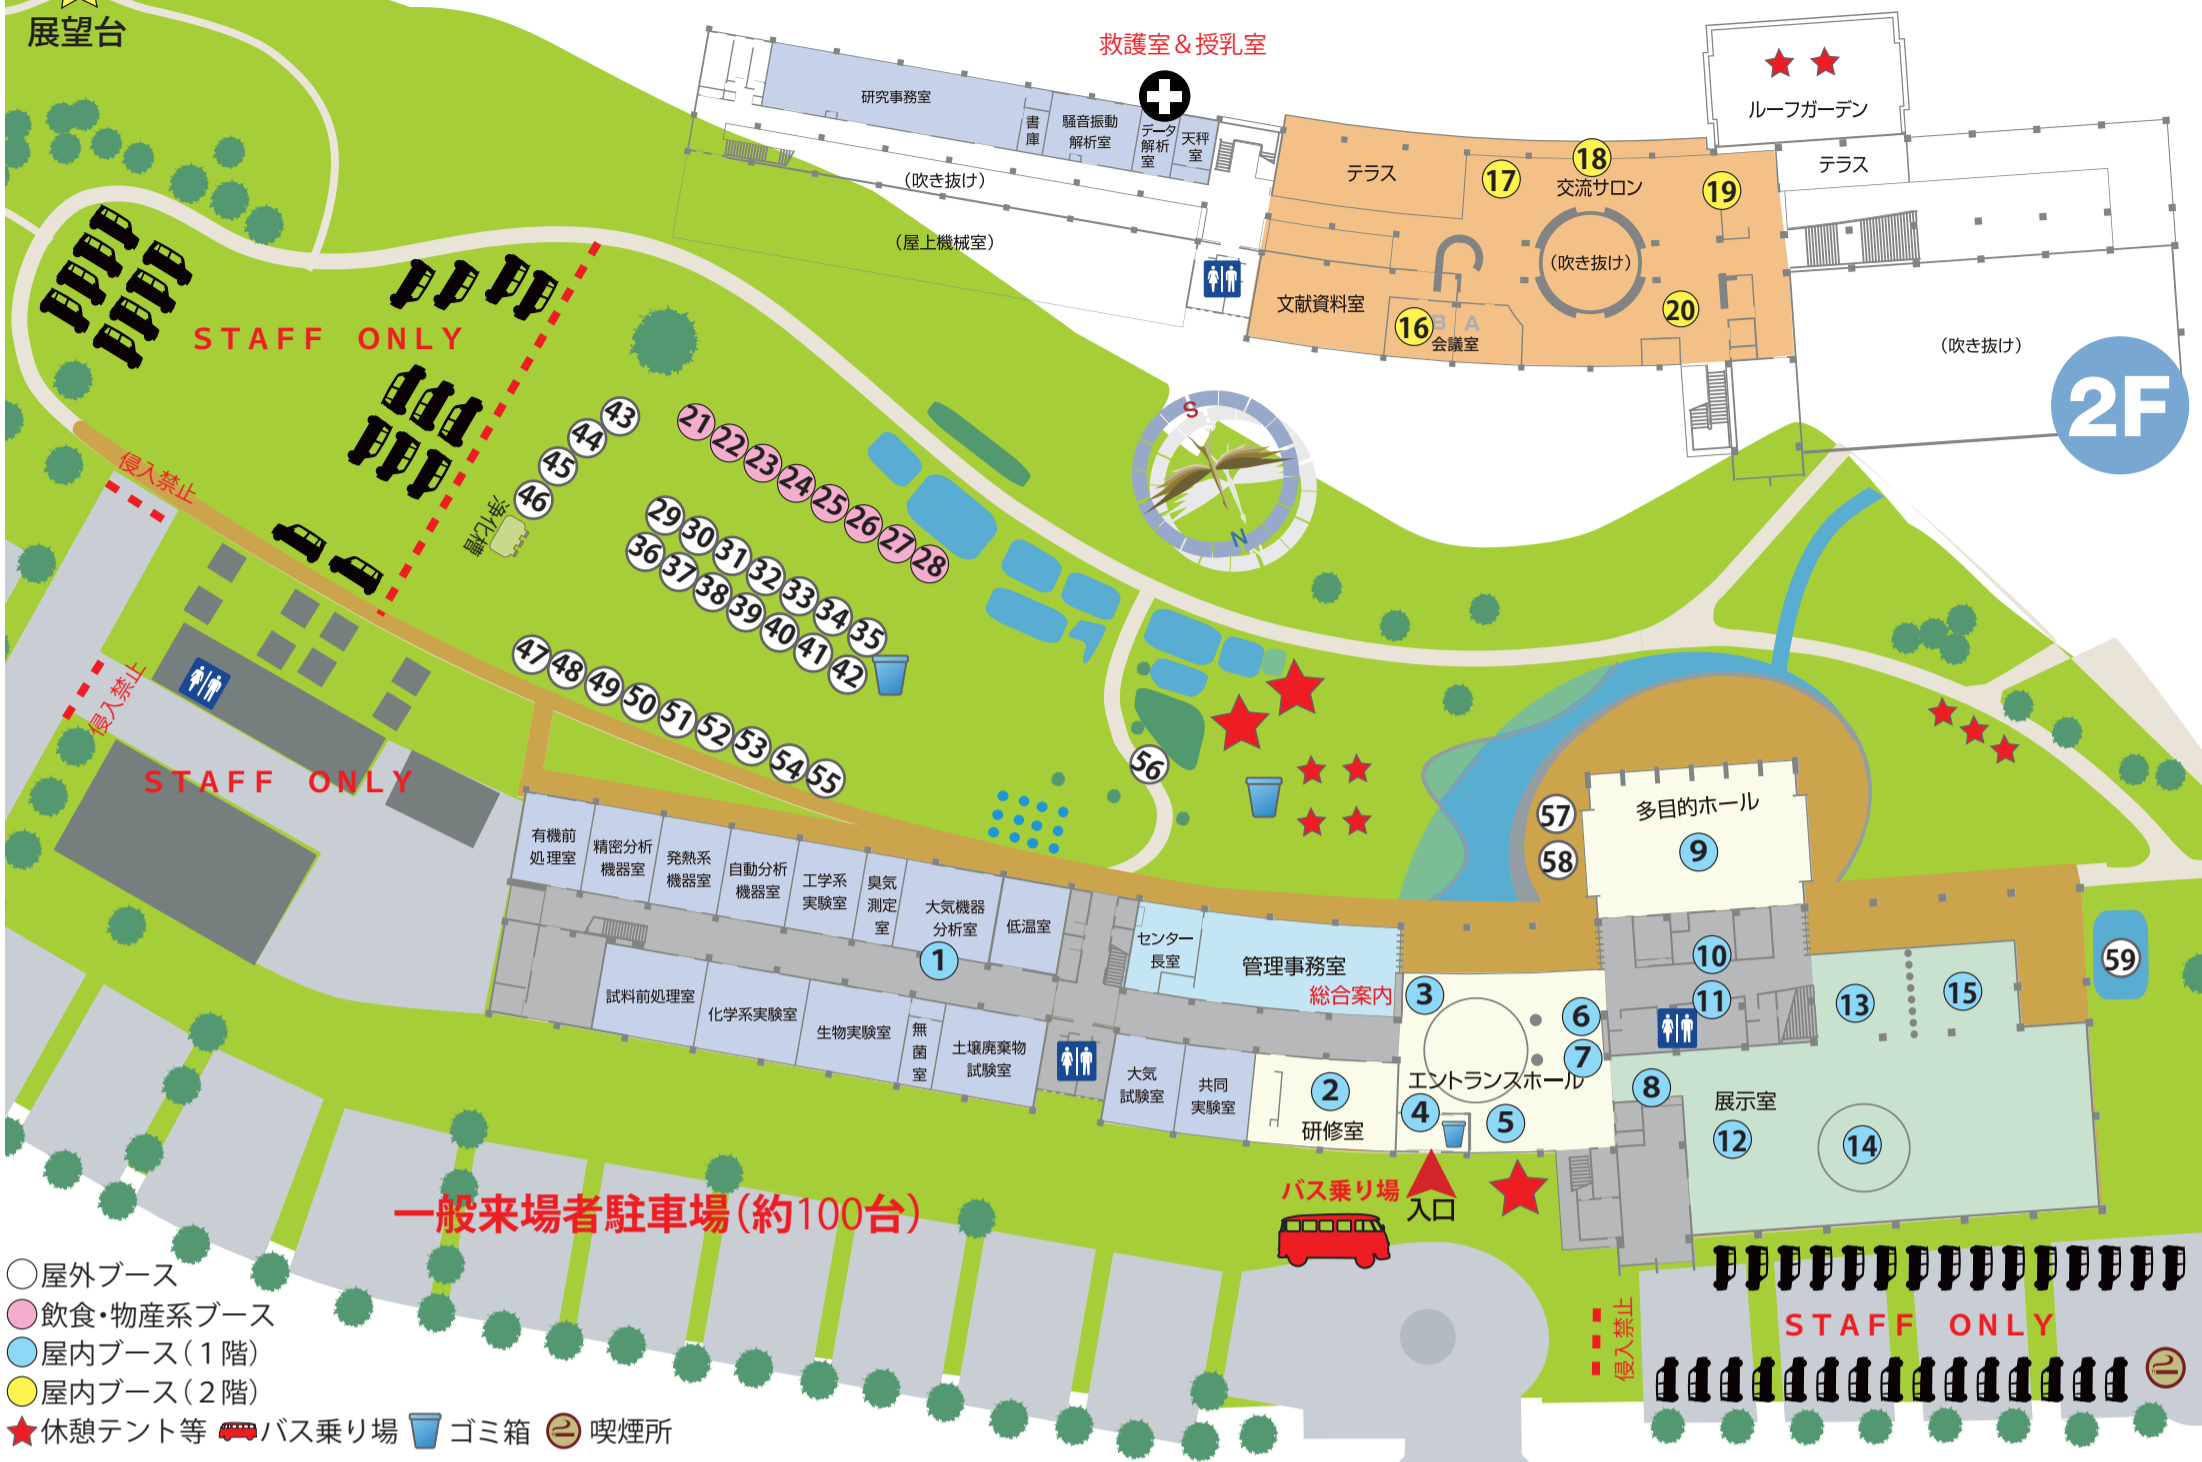 展望台
救護室＆授乳室
ルーフガーデン
研究事務室
書庫
騒音振動
解析室
データ
解析
室
天秤
室
（吹き抜け）
（屋上機械室）
テラス
17
18
交流サロン
19
テラス
（吹き抜け）
文献資料室
16
B A
会議室
20
（吹き抜け）
2F
S
N
STAFF ONLY
侵入禁止
43
44
45
46
浄化槽
21
22
23
24
25
26
27
28
29
30
31
32
33
34
35
36
37
38
39
40
41
42
47
48
49
50
51
52
53
54
55
56
侵入禁止
STAFF ONLY
57
58
多目的ホール
9
有機前
処理室
精密分析
機器室
発熱系
機器室
自動分析
機器室
工学系
実験室
臭気
測定
室
大気機器
分析室
1
低温室
センター
長室
管理事務室
総合案内
試料前処理室
化学系実験室
生物実験室
無菌室
土壌廃棄物
試験室
大気
試験室
共同
実験室
2
研修室
3
エントランスホール
4
5
6
7
8
10
11
13
15
59
展示室
12
14
バス乗り場
入口
一般来場者駐車場（約100台）
侵入禁止
STAFF ONLY
屋外ブース
飲食・物産系ブース
屋内ブース（１階）
屋内ブース（２階）
休憩テント等 バス乗り場 ゴミ箱 喫煙所